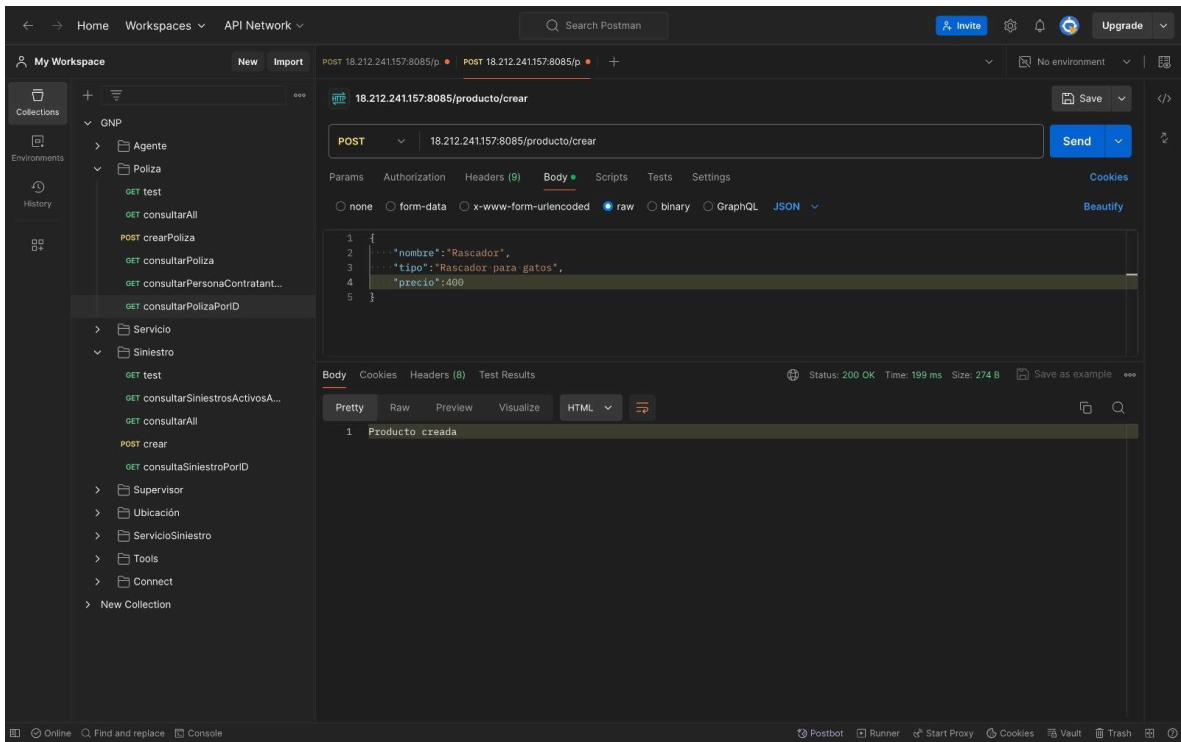 Home Workspaces API Network Search Postman Invite Upgrade
My Workspace New Import POST 18.212.241.157:8085/p. POST 18.212.241.157:8085/p. No environment
Collections
Environments
History
GNP
Agente
Poliza
GET test
GET consultarAll
POST crearPoliza
GET consultarPoliza
GET consultarPersonaContratant...
GET consultarPolizaPorID
Servicio
Siniestro
GET test
GET consultarSiniestrosActivosA...
GET consultarAll
POST crear
GET consultaSiniestroPorID
Supervisor
Ubicación
ServicioSiniestro
Tools
Connect
New Collection
HTTP 18.212.241.157:8085/producto/crear Save
POST 18.212.241.157:8085/producto/crear Send
Params Authorization Headers (9) Body Scripts Tests Settings Cookies
none form-data x-www-form-urlencoded raw binary GraphQL JSON Beautify
1 {
2 "nombre":"Rascador",
3 "tipo":"Rascador para gatos",
4 "precio":400
5 }
Body Cookies Headers (8) Test Results Status: 200 OK Time: 199 ms Size: 274 B Save as example
Pretty Raw Preview Visualize HTML
1 Producto creada
Online Find and replace Console Postbot Runner Start Proxy Cookies Vault Trash